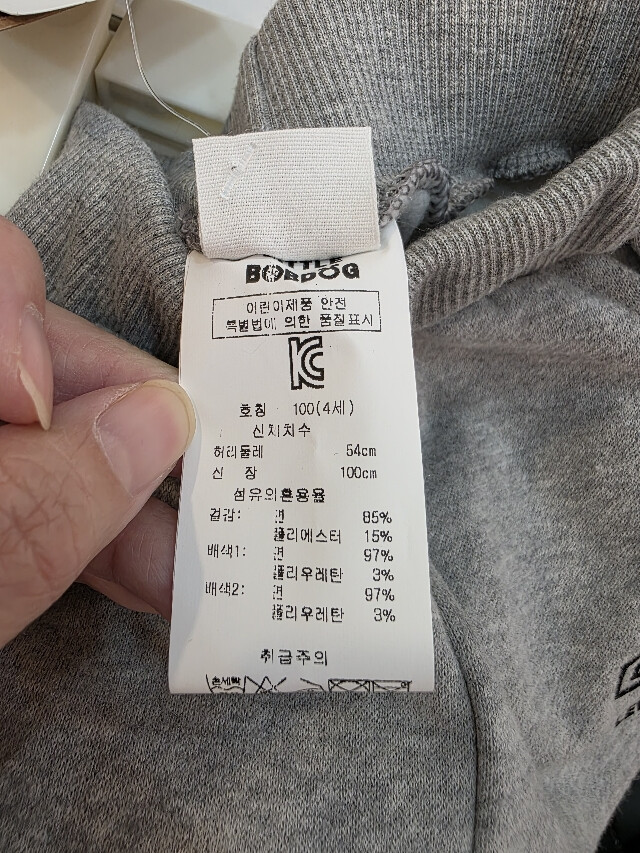 BOBDOG
어린이제품 안전
특별법에 의한 품질표시
호칭 100(4세)
신체치수
허리둘레 54cm
신 장 100cm
섬유의혼용율
겉감: 면 85%
폴리에스터 15%
배색1: 면 97%
폴리우레탄 3%
배색2: 면 97%
폴리우레탄 3%
취급주의
손세탁